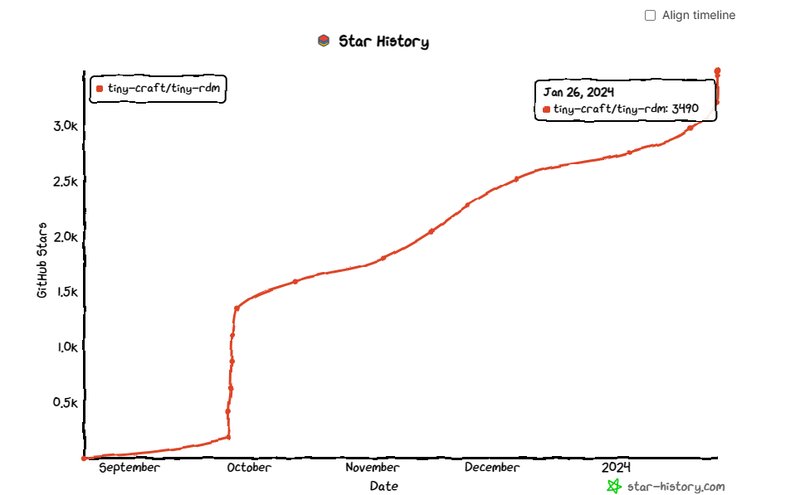 Align timeline
Star History
tiny-craft/tiny-rdm
Jan 26, 2024
tiny-craft/tiny-rdm: 3490
3.0k
2.5k
2.0k
1.5k
1.0k
0.5k
GitHub Stars
September October November December 2024
Date
star-history.com